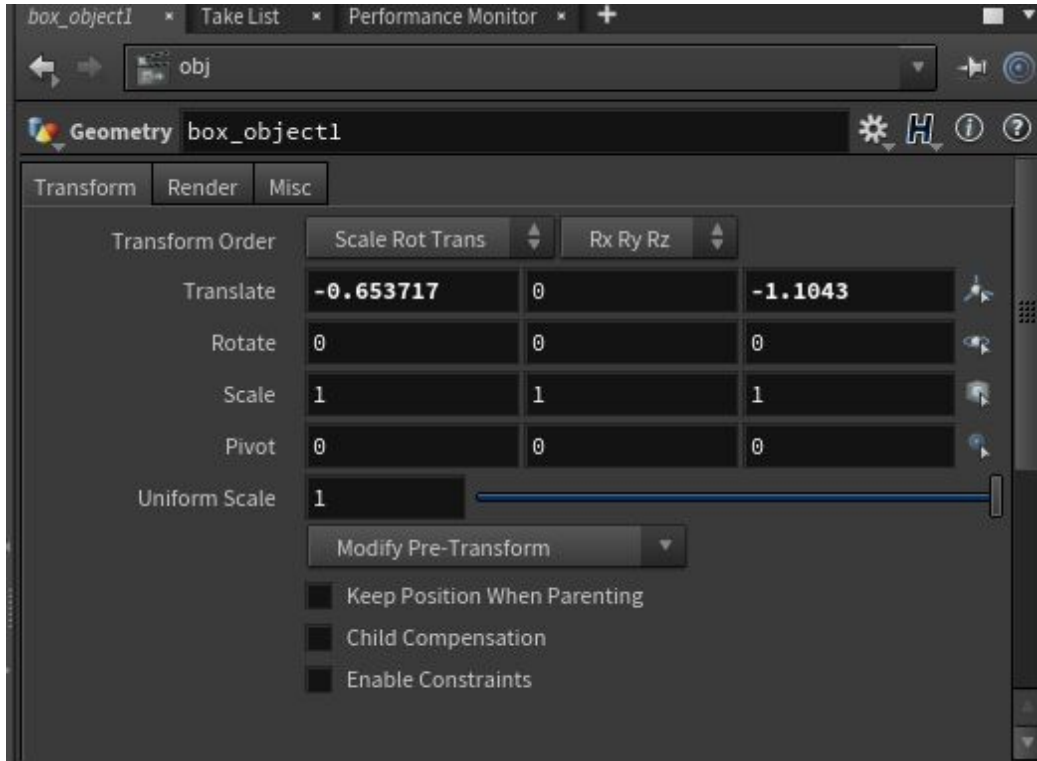 box_object1 × Take List × Performance Monitor × +
obj
Geometry box_object1
Transform Render Misc
Transform Order Scale Rot Trans Rx Ry Rz
Translate -0.653717 0 -1.1043
Rotate 0 0 0
Scale 1 1 1
Pivot 0 0 0
Uniform Scale 1
Modify Pre-Transform
Keep Position When Parenting
Child Compensation
Enable Constraints